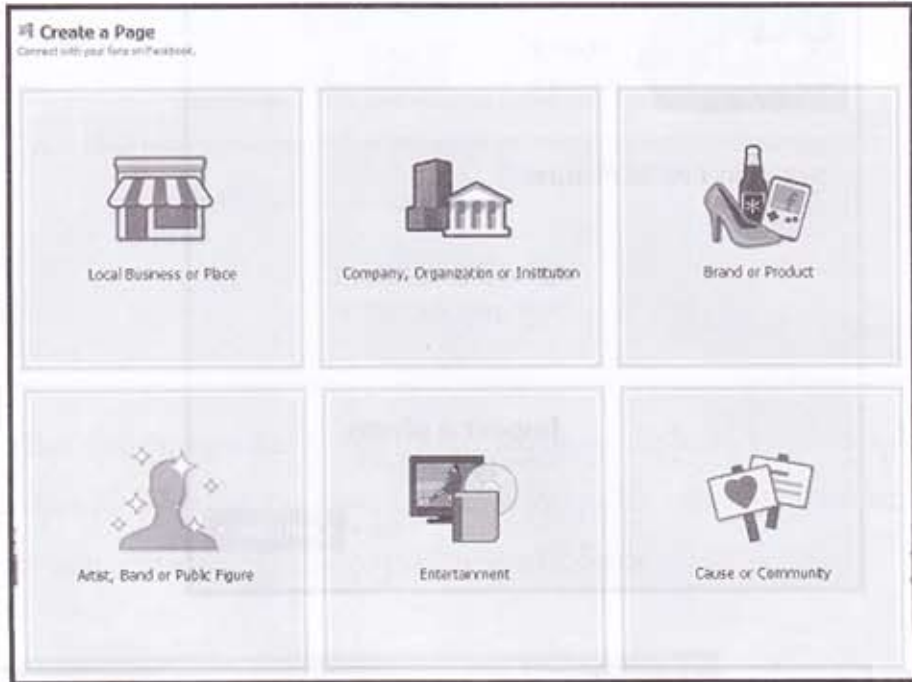 Create a Page
Connect with your fans on Facebook.
Local Business or Place
Company, Organization or Institution
Brand or Product
Artist, Band or Public Figure
Entertainment
Cause or Community